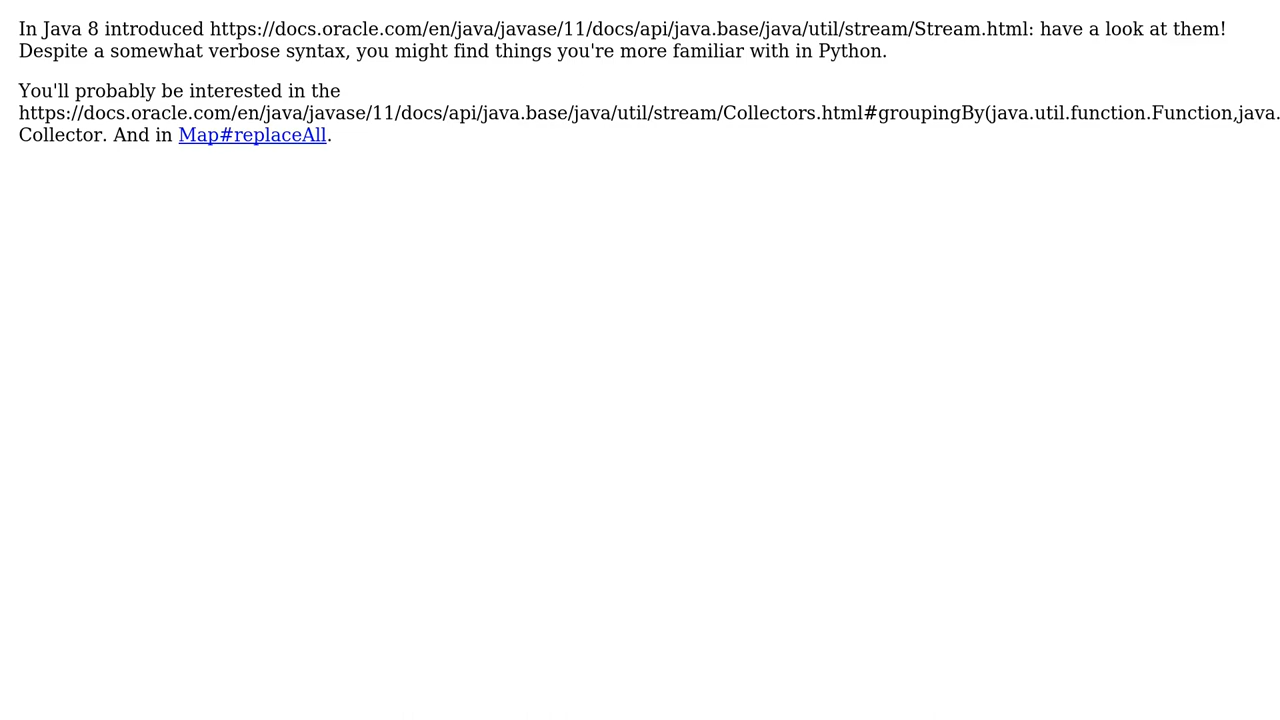 In Java 8 introduced https://docs.oracle.com/en/java/javase/11/docs/api/java.base/java/util/stream/Stream.html: have a look at them!
Despite a somewhat verbose syntax, you might find things you're more familiar with in Python.
You'll probably be interested in the
https://docs.oracle.com/en/java/javase/11/docs/api/java.base/java/util/stream/Collectors.html#groupingBy(java.util.function.Function,java.
Collector. And in Map#replaceAll.